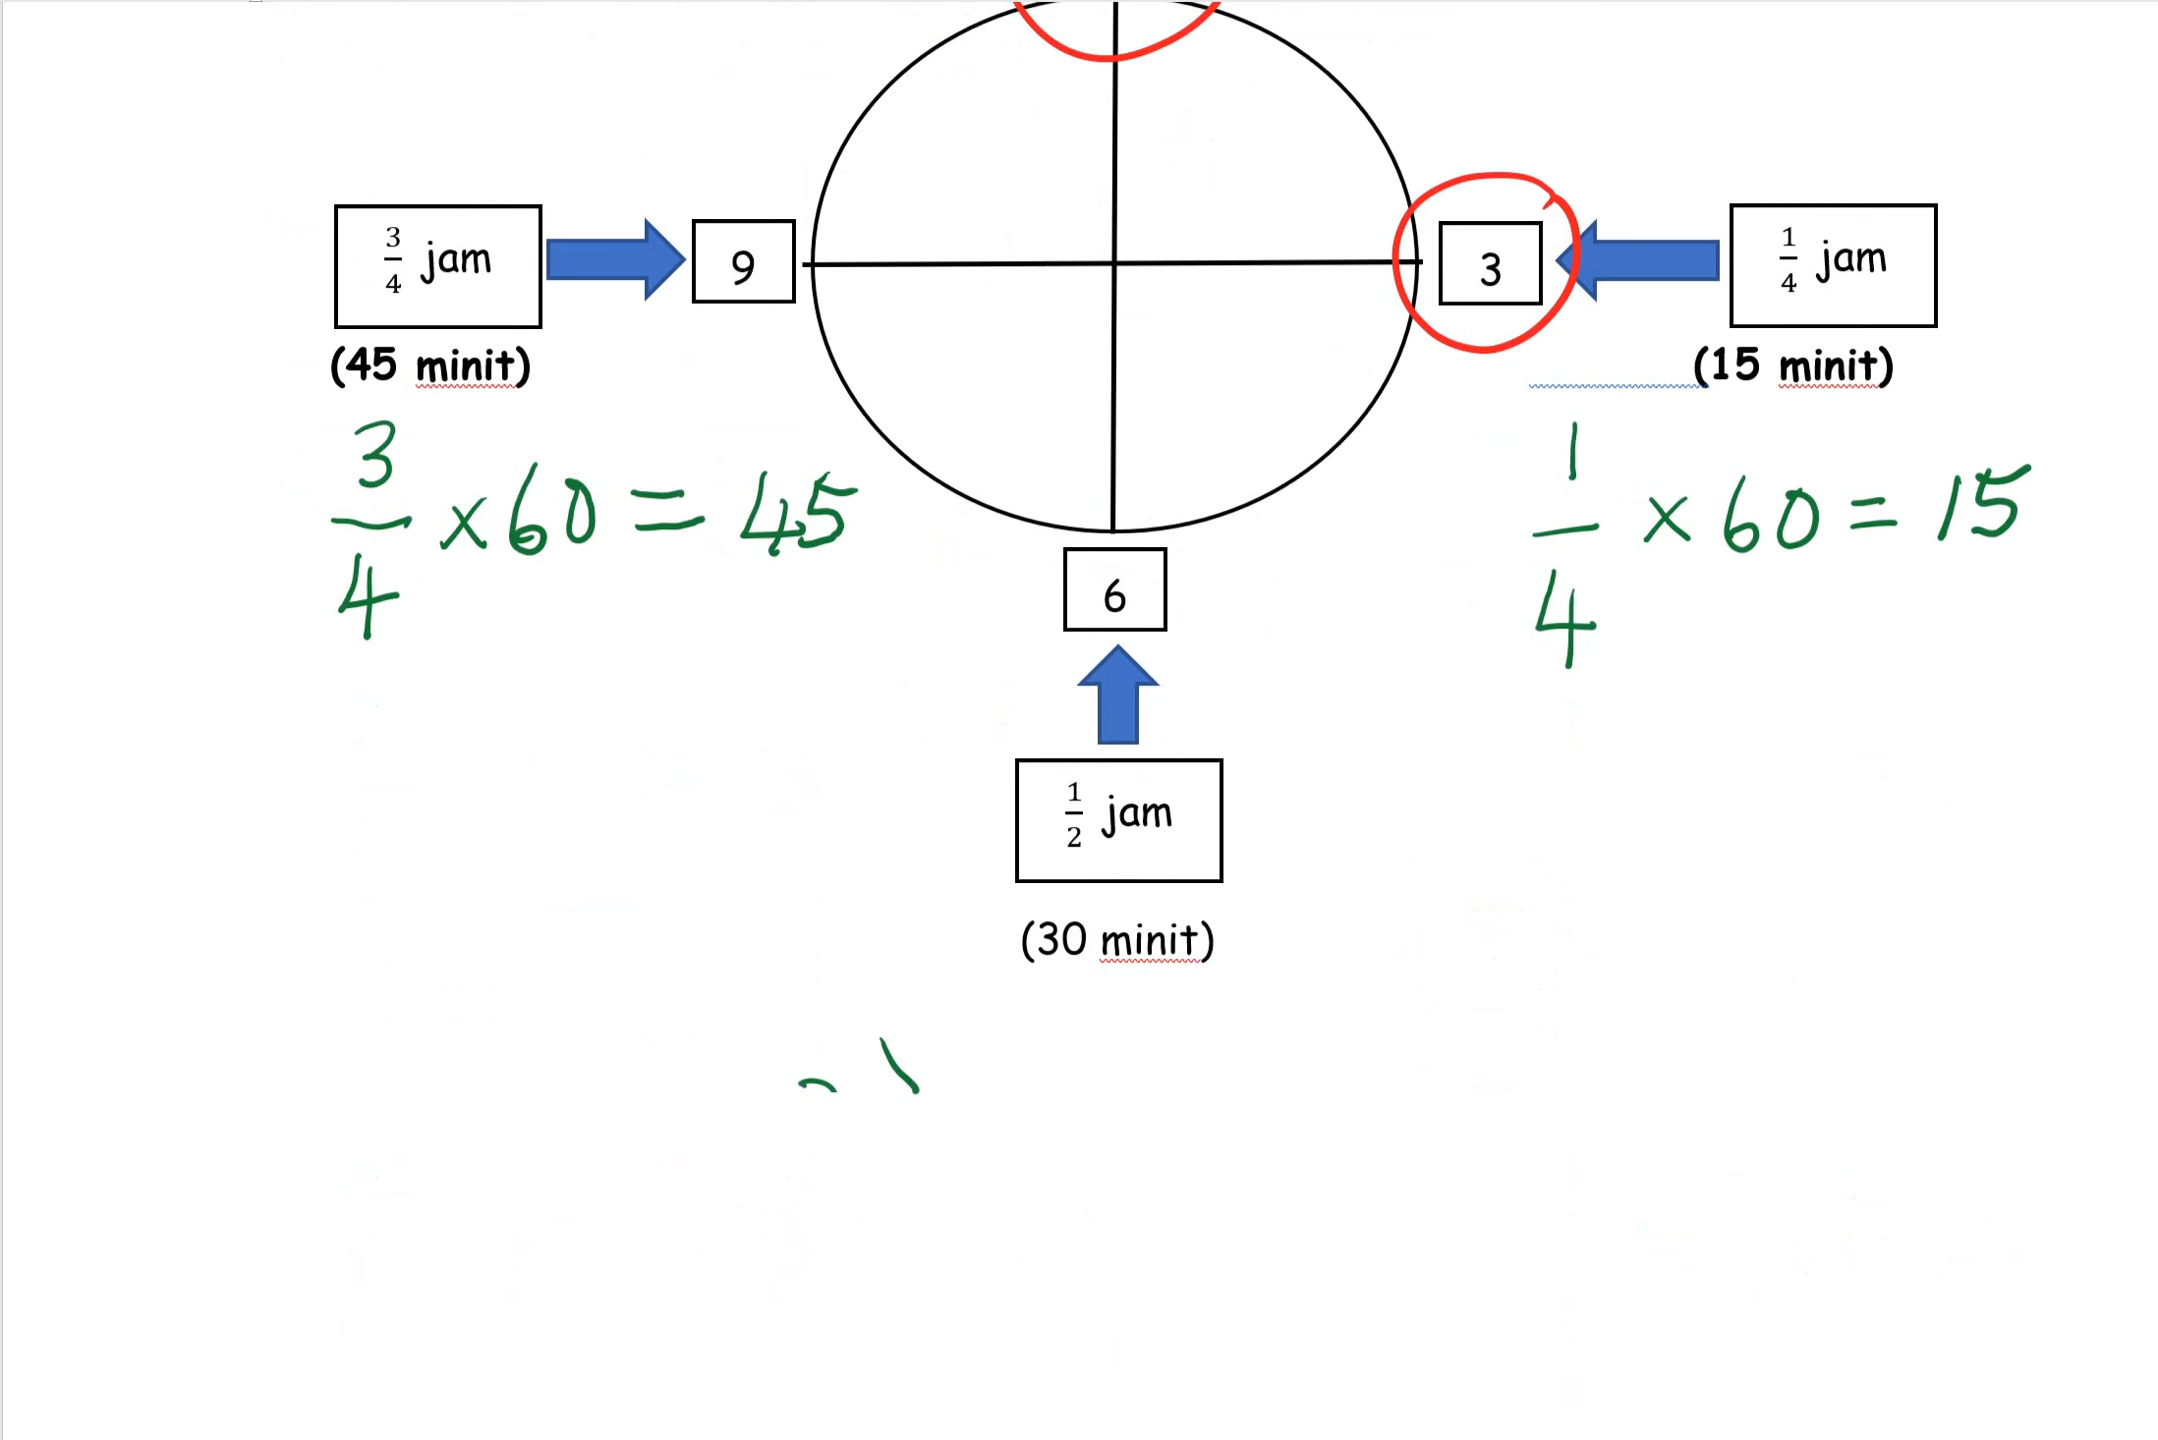 3/4 jam
9
3
1/4 jam
(45 minit)
(15 minit)
3/4 ×60 = 45
1/4 × 60 = 15
6
1/2 jam
(30 minit)